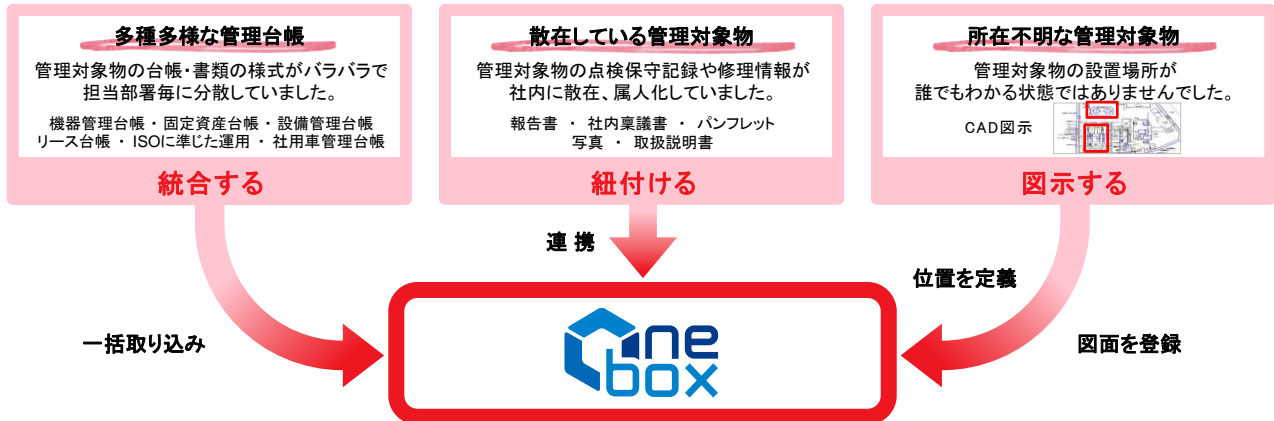 多種多様な管理台帳
管理対象物の台帳・書類の様式がバラバラで
担当部署毎に分散していました。
機器管理台帳・固定資産台帳・設備管理台帳
リース台帳・ISOに準じた運用・社用車管理台帳
統合する
散在している管理対象物
管理対象物の点検保守記録や修理情報が
社内に散在、属人化していました。
報告書 ・ 社内稟議書 ・ パンフレット
写真 ・ 取扱説明書
紐付ける
所在不明な管理対象物
管理対象物の設置場所が
誰でもわかる状態ではありませんでした。
CAD図示
図示する
連 携
位置を定義
一括取り込み
図面を登録
One
box